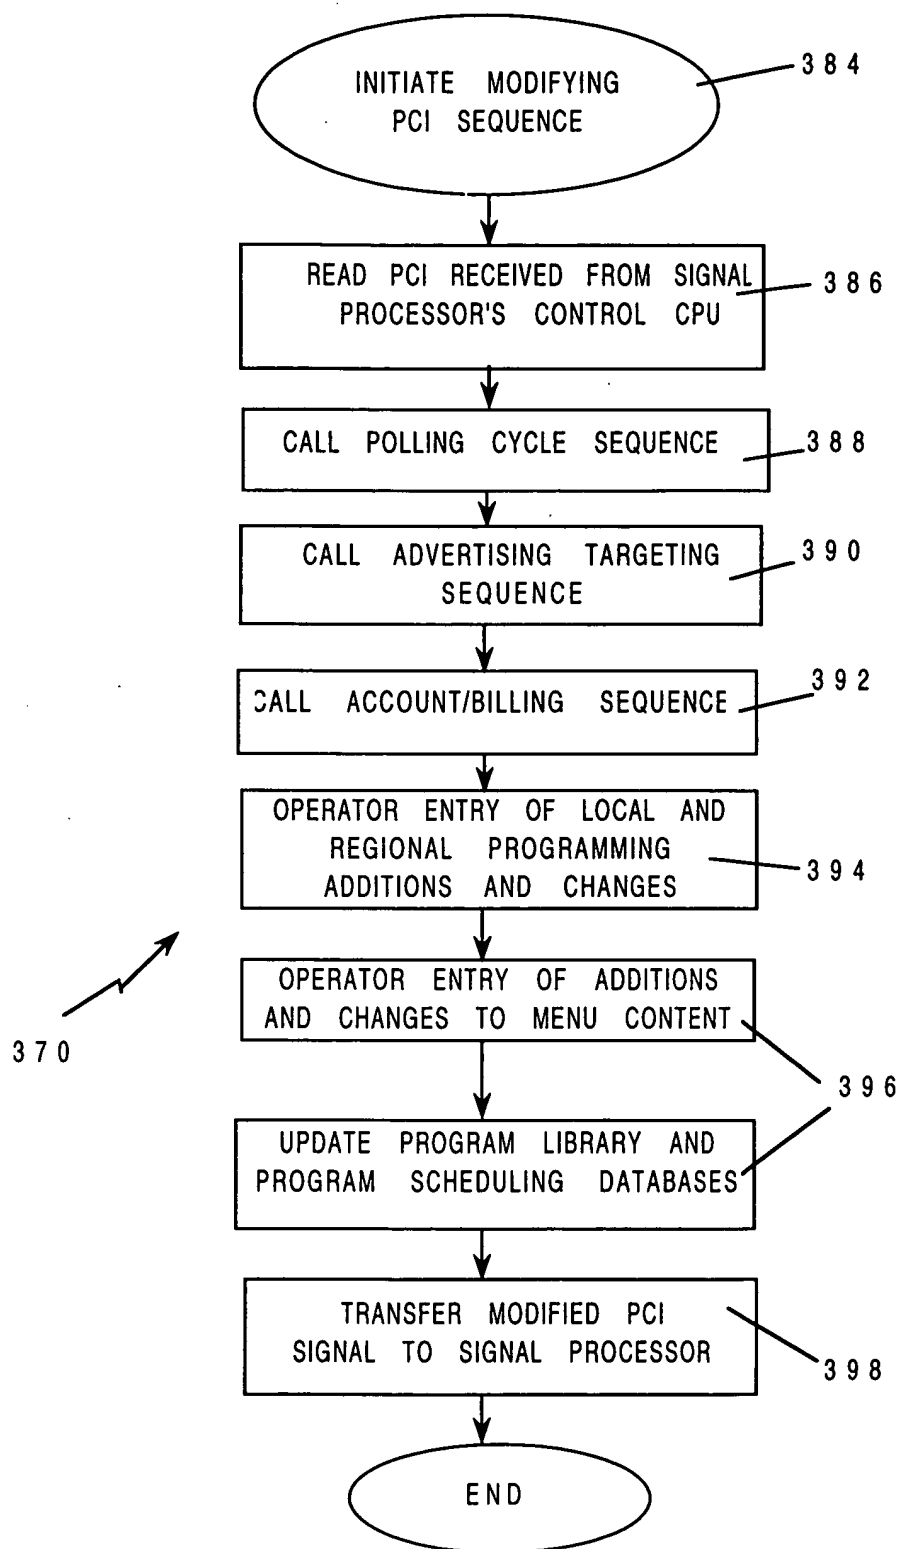 INITIATE MODIFYING
PCI SEQUENCE
384
READ PCI RECEIVED FROM SIGNAL
PROCESSOR'S CONTROL CPU
386
CALL POLLING CYCLE SEQUENCE
388
CALL ADVERTISING TARGETING
SEQUENCE
390
CALL ACCOUNT/BILLING SEQUENCE
392
OPERATOR ENTRY OF LOCAL AND
REGIONAL PROGRAMMING
ADDITIONS AND CHANGES
394
OPERATOR ENTRY OF ADDITIONS
AND CHANGES TO MENU CONTENT
370
396
UPDATE PROGRAM LIBRARY AND
PROGRAM SCHEDULING DATABASES
TRANSFER MODIFIED PCI
SIGNAL TO SIGNAL PROCESSOR
398
END